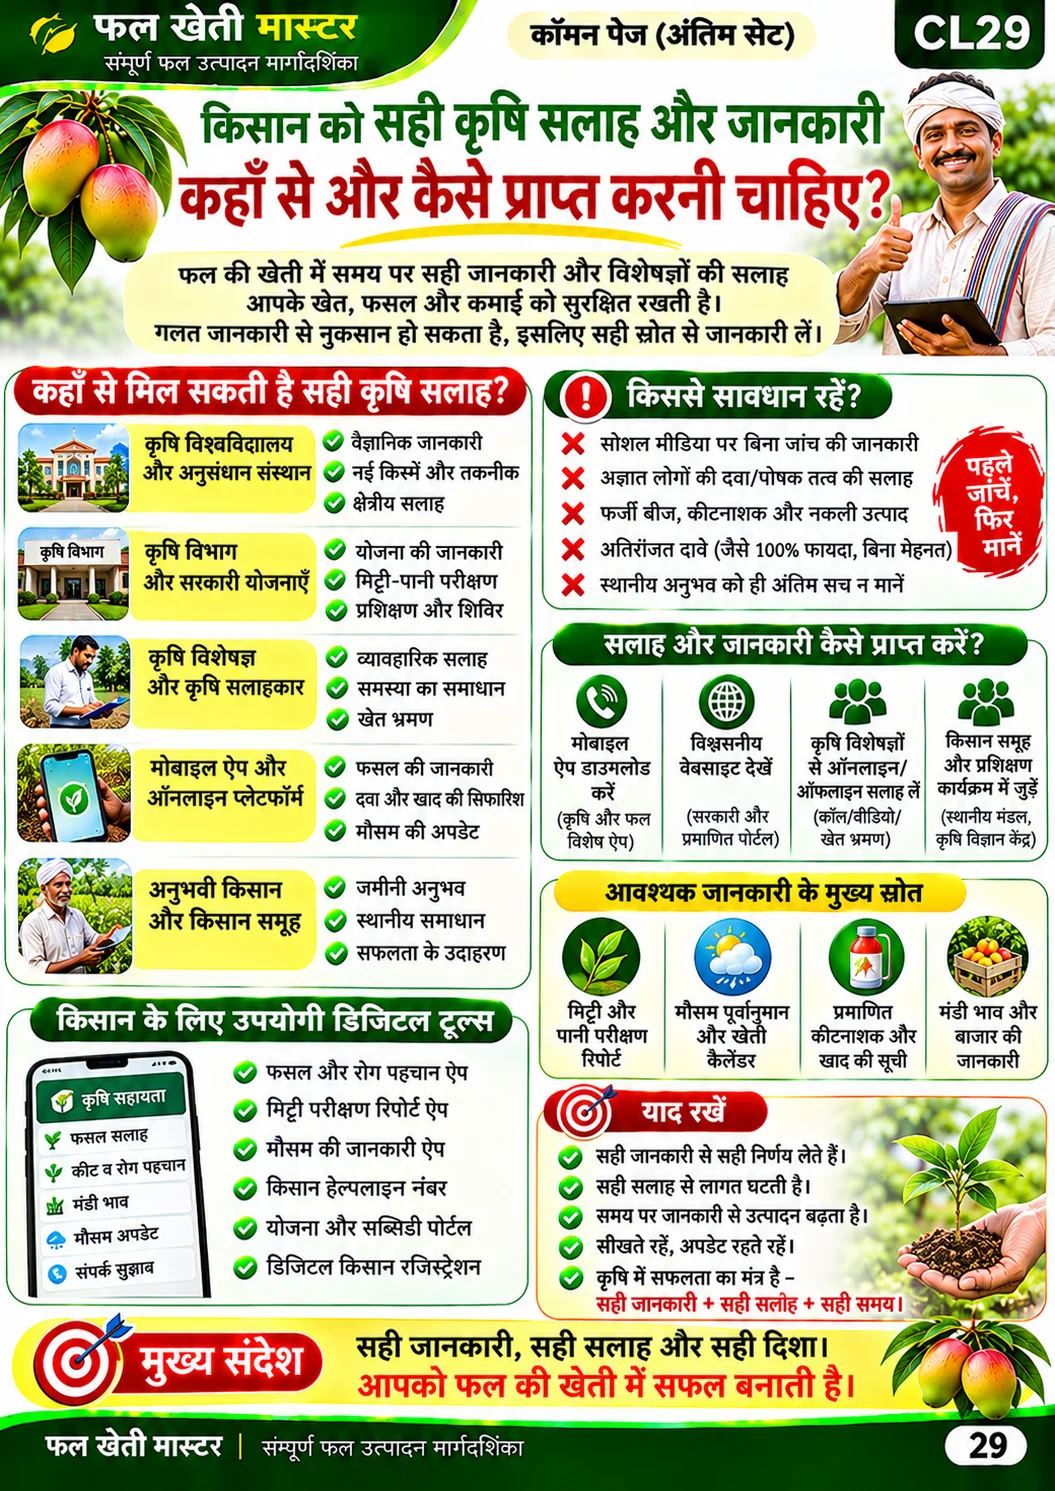 फल खेती मास्टर
संपूर्ण फल उत्पादन मार्गदर्शिका
कॉमन पेज (अंतिम सेट)
CL29
किसान को सही कृषि सलाह और जानकारी
कहाँ से और कैसे प्राप्त करनी चाहिए?
फल की खेती में समय पर सही जानकारी और विशेषज्ञों की सलाह
आपके खेत, फसल और कमाई को सुरक्षित रखती है।
गलत जानकारी से नुकसान हो सकता है, इसलिए सही स्रोत से जानकारी लें।
कहाँ से मिल सकती है सही कृषि सलाह?
कृषि विश्वविद्यालय
और अनुसंधान संस्थान
वैज्ञानिक जानकारी
नई किस्में और तकनीक
क्षेत्रीय सलाह
कृषि विभाग
कृषि विभाग
और सरकारी योजनाएँ
योजना की जानकारी
मिट्टी-पानी परीक्षण
प्रशिक्षण और शिविर
कृषि विशेषज्ञ
और कृषि सलाहकार
व्यावहारिक सलाह
समस्या का समाधान
खेत भ्रमण
मोबाइल ऐप और
ऑनलाइन प्लेटफॉर्म
फसल की जानकारी
दवा और खाद की सिफारिश
मौसम की अपडेट
अनुभवी किसान
और किसान समूह
जमीनी अनुभव
स्थानीय समाधान
सफलता के उदाहरण
किससे सावधान रहें?
सोशल मीडिया पर बिना जांच की जानकारी
अज्ञात लोगों की दवा/पोषक तत्व की सलाह
फर्जी बीज, कीटनाशक और नकली उत्पाद
अतिरंजत दावे (जैसे 100% फायदा, बिना मेहनत)
स्थानीय अनुभव को ही अंतिम सच न मानें
पहले
जांचें,
फिर
मानें
सलाह और जानकारी कैसे प्राप्त करें?
मोबाइल
ऐप डाउमलोड
करें
(कृषि और फल
विशेष ऐप)
विश्वसनीय
वेबसाइट देखें
(सरकारी और
प्रमाणित पोर्टल)
कृषि विशेषज्ञों
से ऑनलाइन/
ऑफलाइन सलाह लें
(कॉल/वीडियो/
खेत भ्रमण)
किसान समूह
और प्रशिक्षण
कार्यक्रम में जुड़ें
(स्थानीय मंडल,
कृषि विज्ञान केंद्र)
आवश्यक जानकारी के मुख्य स्रोत
मिट्टी और
पानी परीक्षण
रिपोर्ट
मौसम पूर्वानुमान
और खेती
कैलेंडर
प्रमाणित
कीटनाशक और
खाद की सूची
मंडी भाव और
बाजार की
जानकारी
किसान के लिए उपयोगी डिजिटल टूल्स
कृषि सहायता
फसल सलाह
कीट व रोग पहचान
मंडी भाव
मौसम अपडेट
संपर्क सुझाव
फसल और रोग पहचान ऐप
मिट्टी परीक्षण रिपोर्ट ऐप
मौसम की जानकारी ऐप
किसान हेल्पलाइन नंबर
योजना और सब्सिडी पोर्टल
डिजिटल किसान रजिस्ट्रेशन
याद रखें
सही जानकारी से सही निर्णय लेते हैं।
सही सलाह से लागत घटती है।
समय पर जानकारी से उत्पादन बढ़ता है।
सीखते रहें, अपडेट रहते रहें।
कृषि में सफलता का मंत्र है –
सही जानकारी + सही सलीह + सही समय।
मुख्य संदेश
सही जानकारी, सही सलाह और सही दिशा।
आपको फल की खेती में सफल बनाती है।
फल खेती मास्टर | संम्पूर्ण फल उत्पादन मार्गदशिंका
29